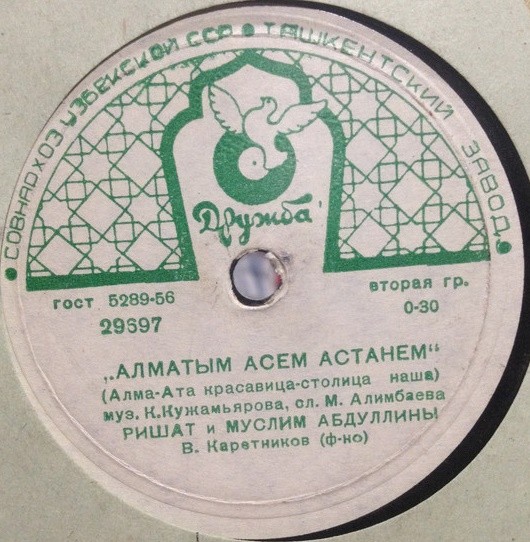 • СОВНАРХОЗ УЗБЕКСКОЙ ССР • ТАШКЕНТСКИЙ ЗАВОД •
Дружба
гост 5289-56
вторая гр.
29697
0-30
„АЛМАТЫМ АСЕМ АСТАНЕМ“
(Алма-Ата красавица-столица наша)
муз. К.Кужамьярова, сл. М. Алимбаева
РИШАТ и МУСЛИМ АБДУЛЛИНЫ
В. Каретников (ф-но)